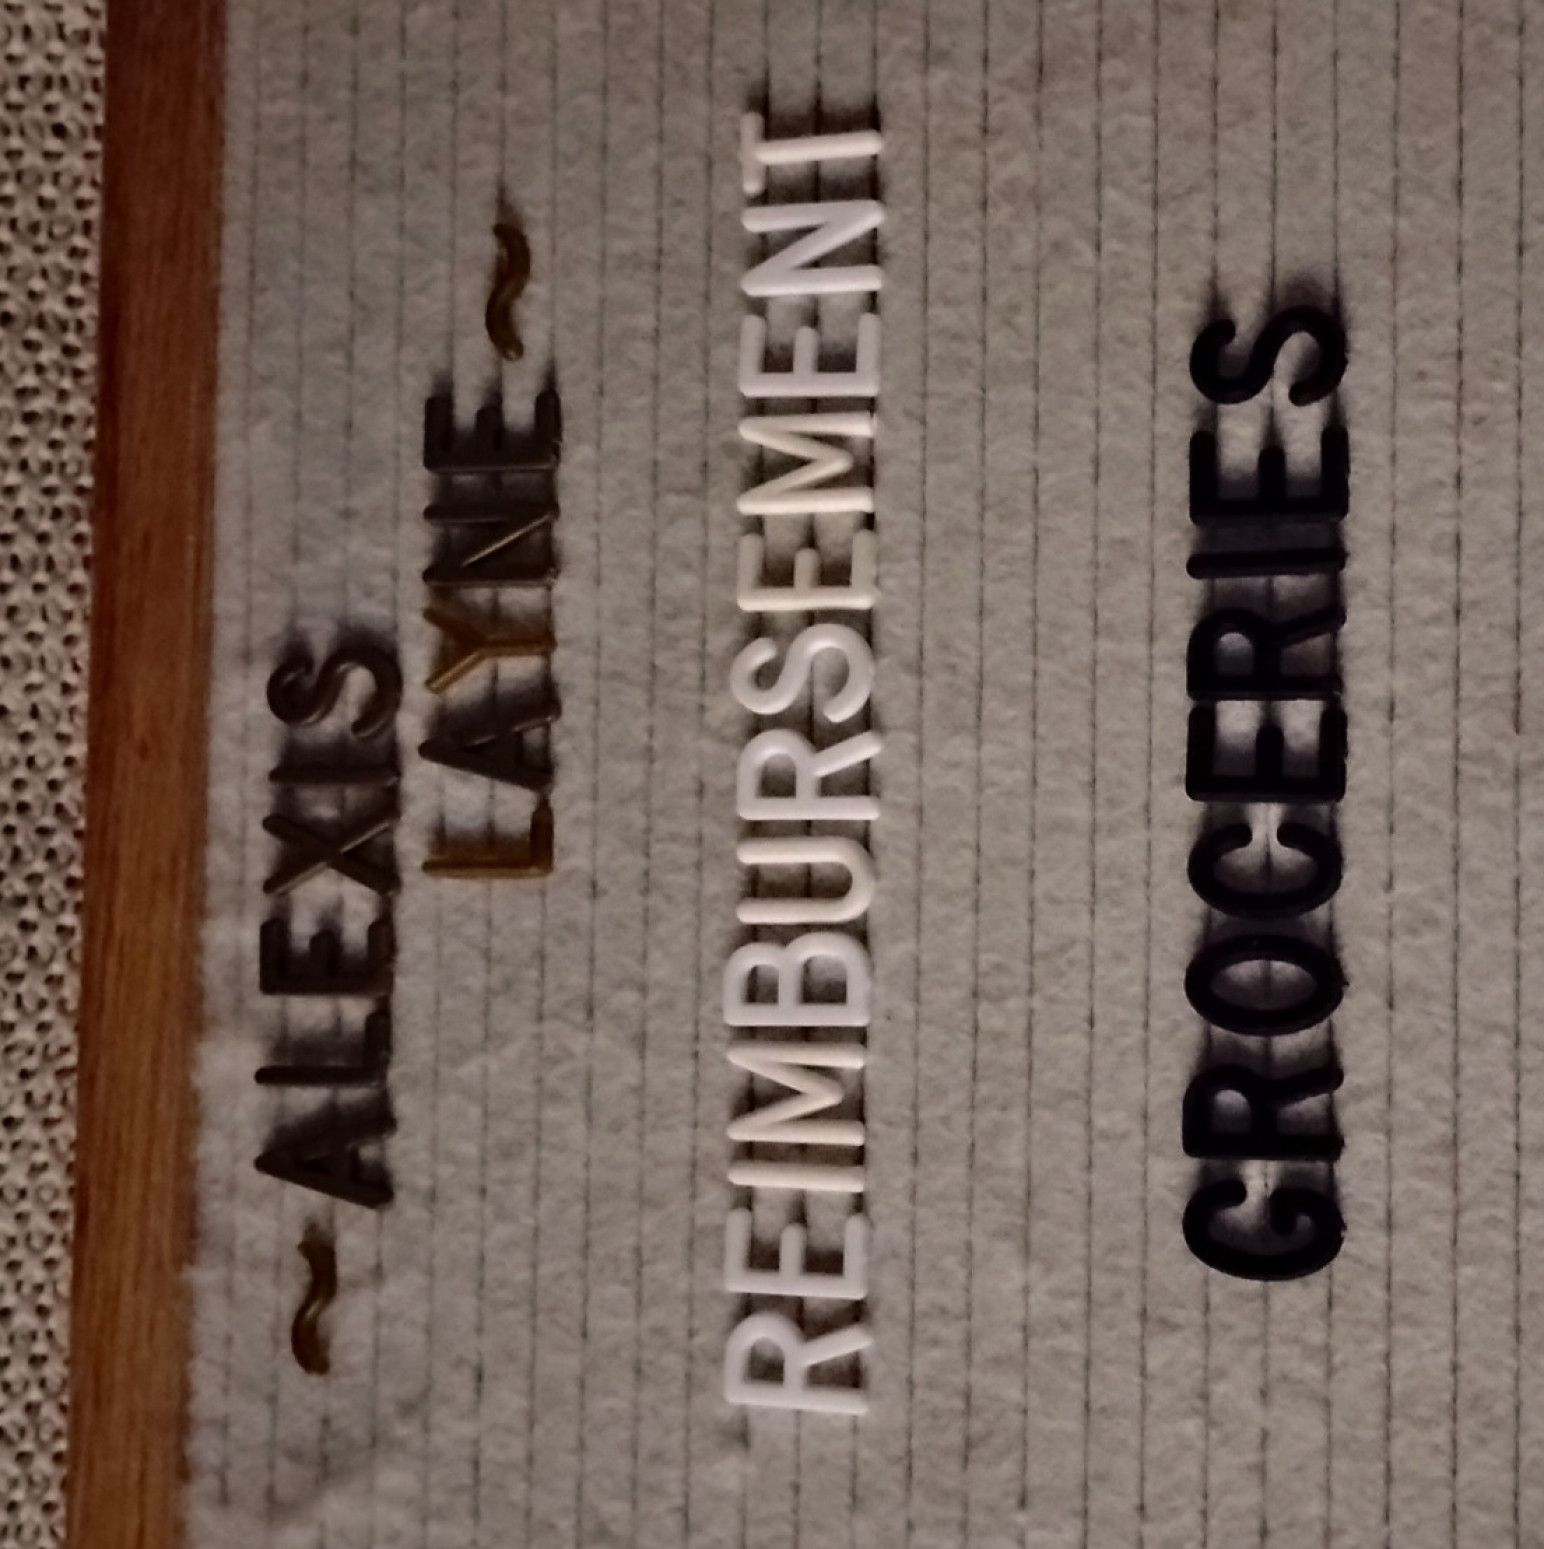 ~ALEXIS
LAYNE~
REIMBURSEMENT
GROCERIES